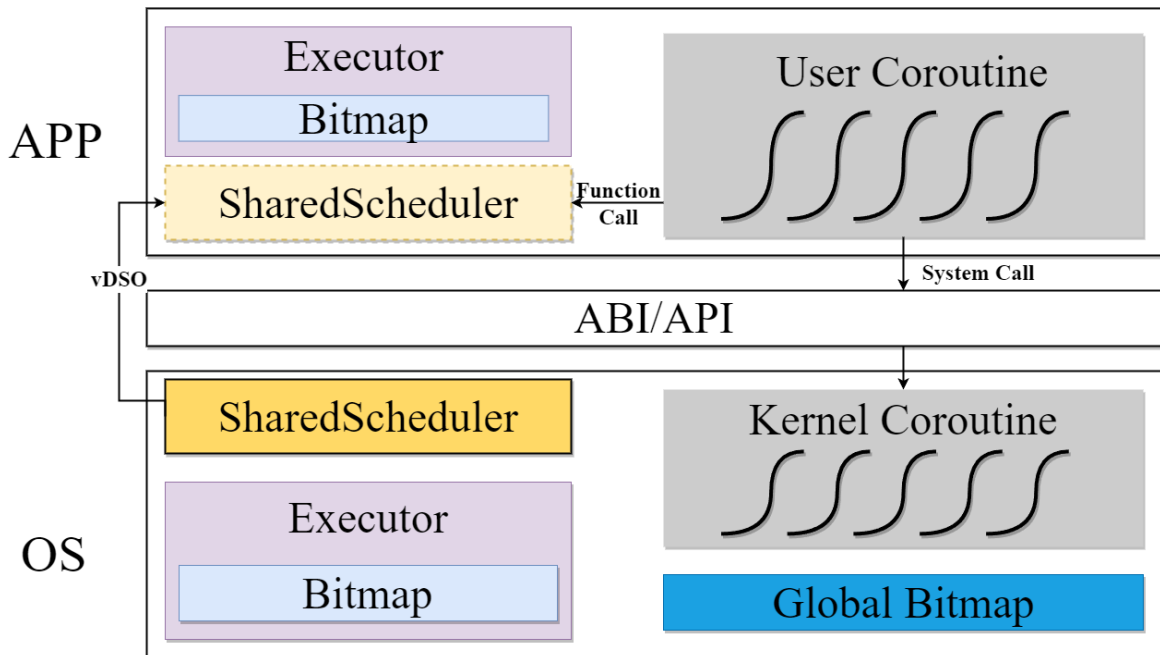 APP
Executor
Bitmap
SharedScheduler
Function
Call
User Coroutine
vDSO
System Call
ABI/API
OS
SharedScheduler
Executor
Bitmap
Kernel Coroutine
Global Bitmap